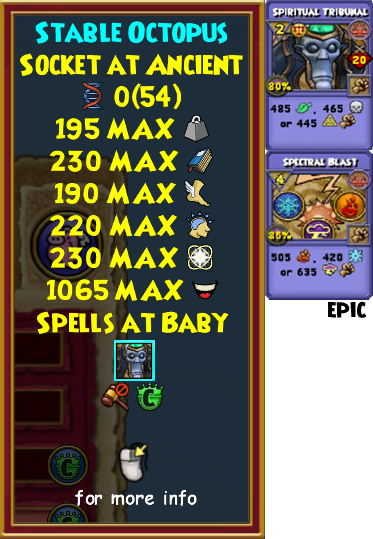 STABLE OCTOPUS
SOCKET AT ANCIENT
0(54)
195 MAX
230 MAX
190 MAX
220 MAX
230 MAX
1065 MAX
SPELLS AT BABY
for more info
SPIRITUAL TRIBUNAL
2
20
80%
485 , 465
or 445
SPECTRAL BLAST
4
85%
505 , 420
or 635
EPIC